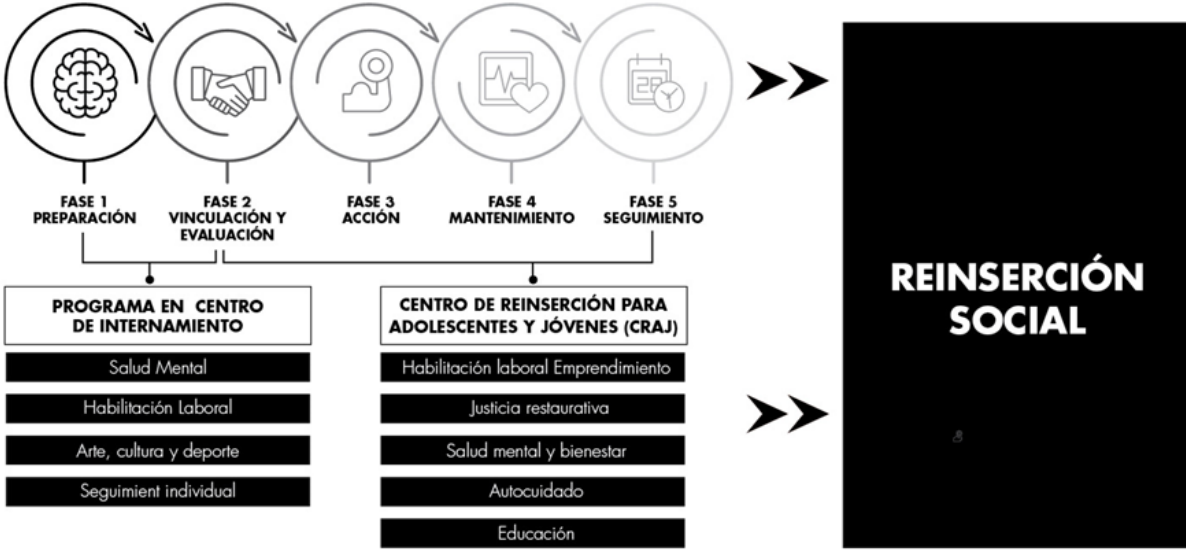 28
FASE 1
PREPARACIÓN
FASE 2
VINCULACIÓN Y
EVALUACIÓN
FASE 3
ACCIÓN
FASE 4
MANTENIMIENTO
FASE 5
SEGUIMIENTO
PROGRAMA EN CENTRO
DE INTERNAMIENTO
Salud Mental
Habilitación Laboral
Arte, cultura y deporte
Seguimient individual
CENTRO DE REINSERCIÓN PARA
ADOLESCENTES Y JÓVENES (CRAJ)
Habilitación laboral Emprendimiento
Justicia restaurativa
Salud mental y bienestar
Autocuidado
Educación
REINSERCIÓN
SOCIAL